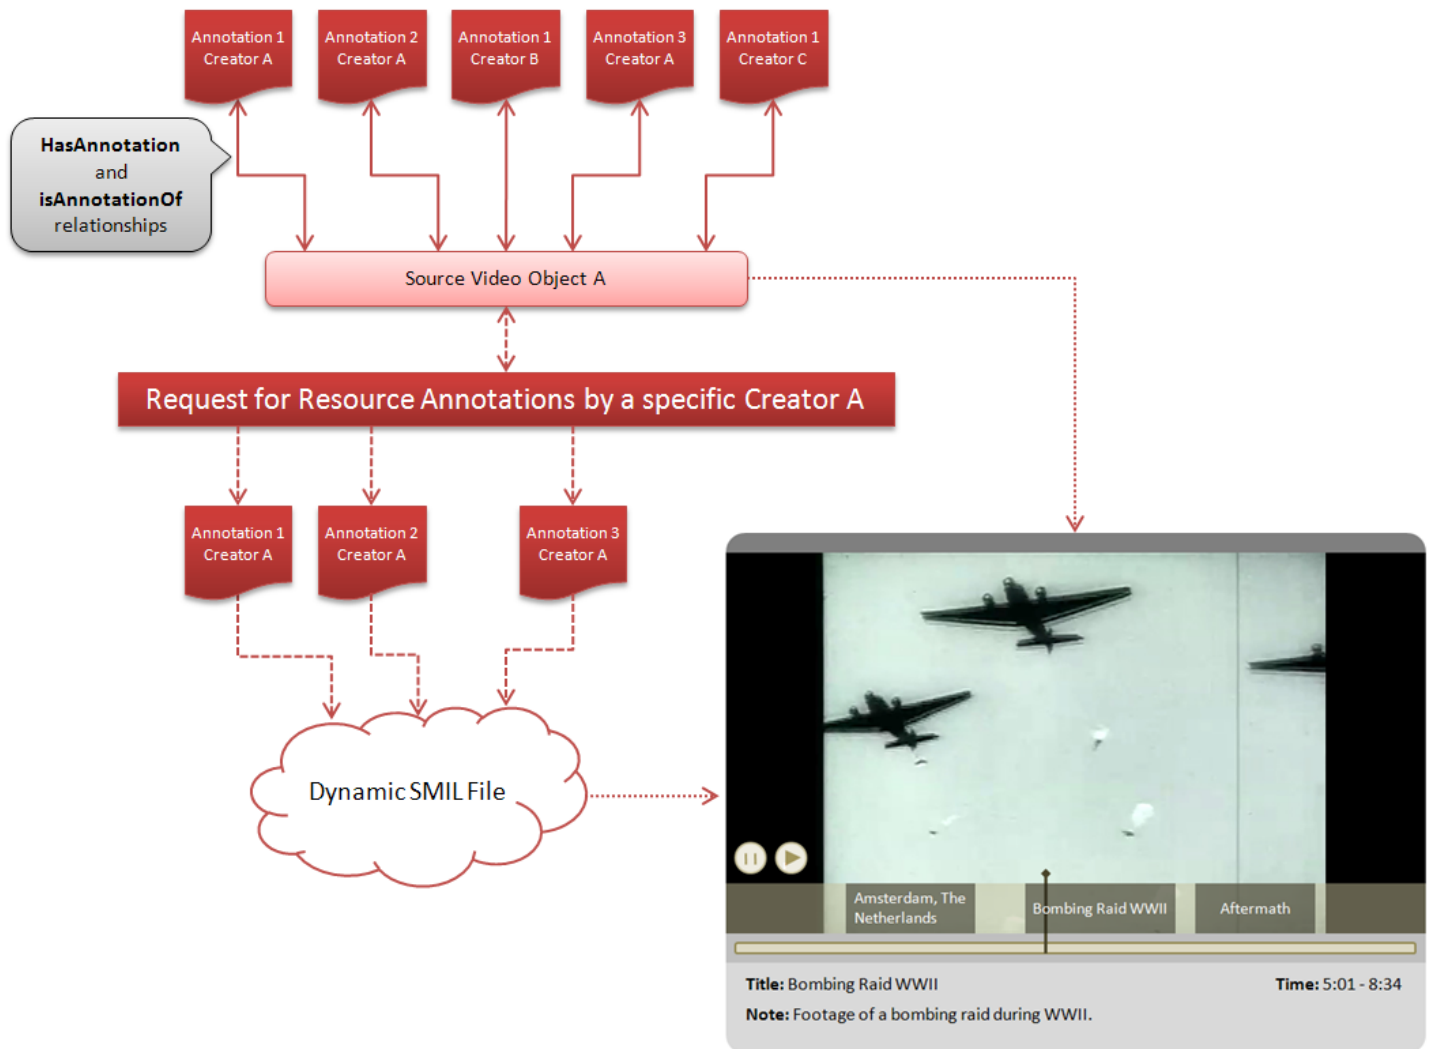 Annotation 1
Creator A
Annotation 2
Creator A
Annotation 1
Creator B
Annotation 3
Creator A
Annotation 1
Creator C
HasAnnotation
and
isAnnotationOf
relationships
Source Video Object A
Request for Resource Annotations by a specific Creator A
Annotation 1
Creator A
Annotation 2
Creator A
Annotation 3
Creator A
Dynamic SMIL File
Amsterdam, The
Netherlands
Bombing Raid WWII
Aftermath
Title: Bombing Raid WWII
Time: 5:01 - 8:34
Note: Footage of a bombing raid during WWII.